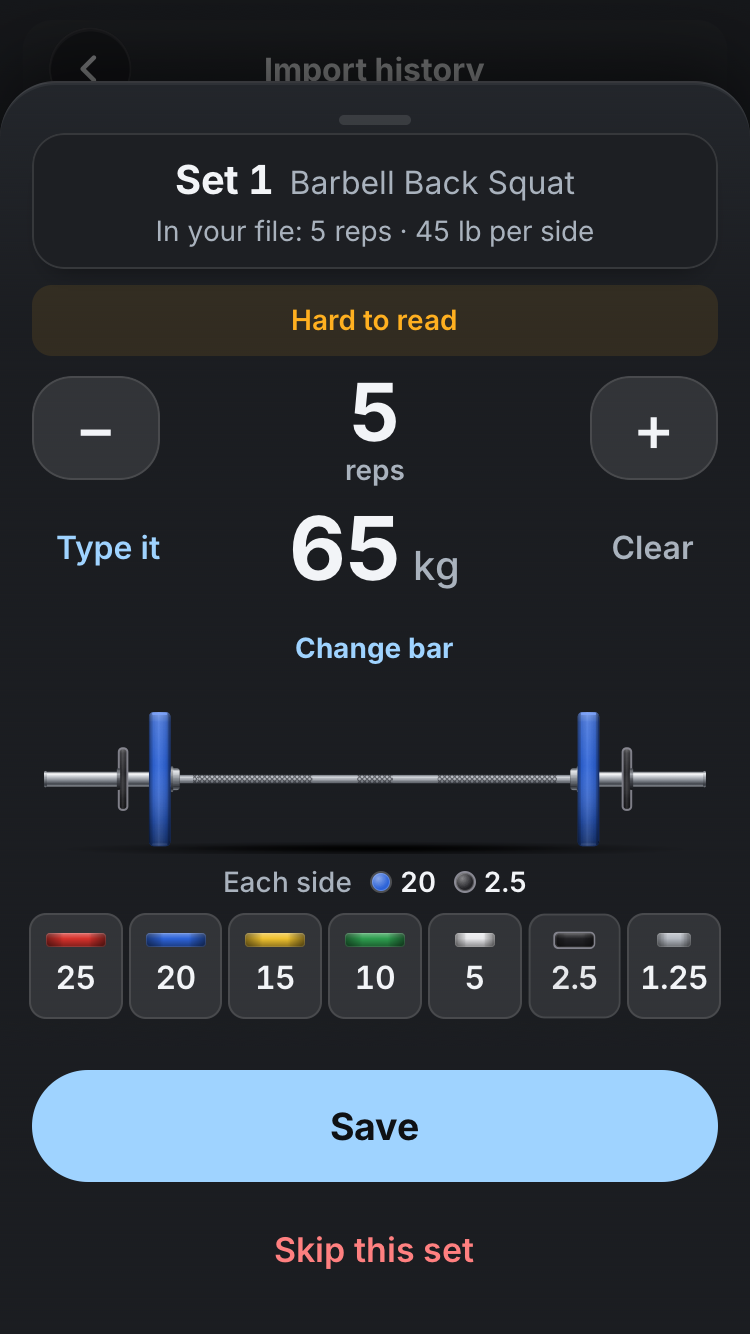 Import history
Set 1 Barbell Back Squat
In your file: 5 reps · 45 lb per side
Hard to read
− 5 +
reps
Type it 65 kg Clear
Change bar
Each side 20 2.5
25 20 15 10 5 2.5 1.25
Save
Skip this set